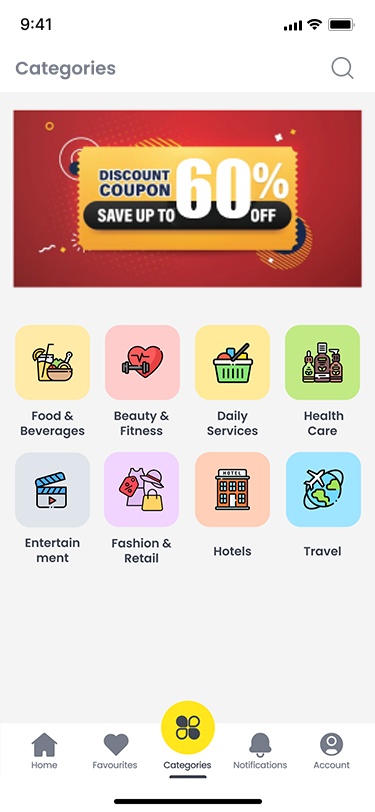 9:41
Categories
DISCOUNT
COUPON
60%
SAVE UP TO
OFF
Food &
Beverages
Beauty &
Fitness
Daily
Services
Health
Care
HOTEL
Entertain
ment
Fashion &
Retail
Hotels
Travel
Home
Favourites
Categories
Notifications
Account